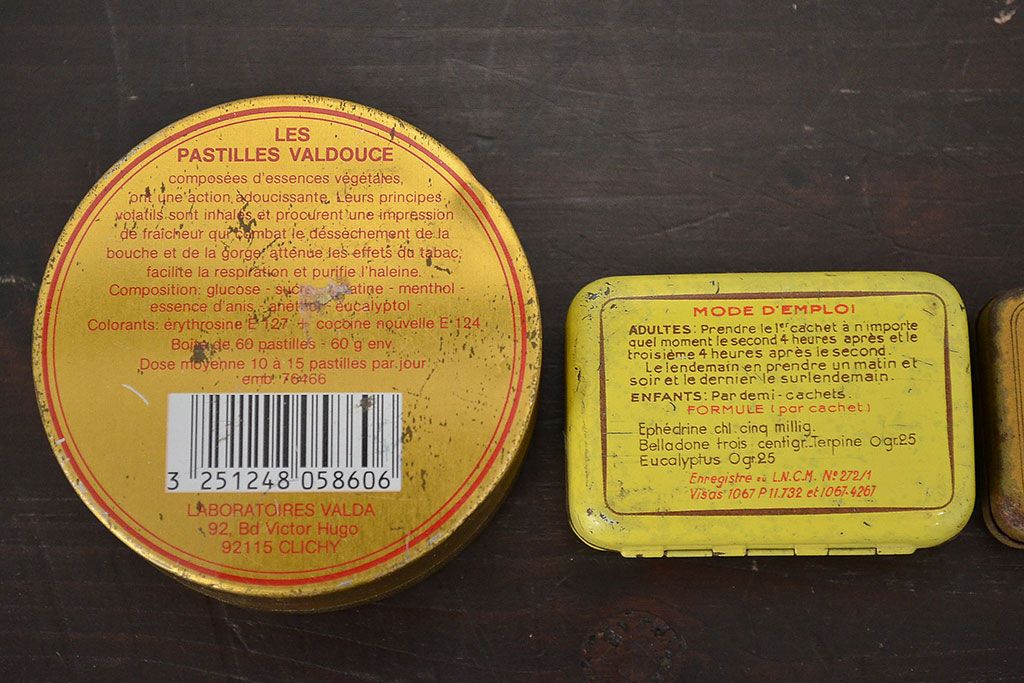 LES
PASTILLES VALDOUCE
composées d'essences végétales,
ont une action adoucissante. Leurs principes
volatils sont inhalés et procurent une impression
de fraîcheur qui combat le déssèchement de la
bouche et de la gorge, atténue les effets du tabac,
facilite la respiration et purifie l'haleine.
Composition: glucose - menthol -
essence d'anis - eucalyptol -
Colorants: érythrosine E 127 coccine nouvelle E 124
Boîte de 60 pastilles - 60 g env.
Dose moyenne 10 à 15 pastilles par jour
emb 76466
3 251248 058606
LABORATOIRES VALDA
92, Bd Victor Hugo
92115 CLICHY
MODE D'EMPLOI
ADULTES: Prendre le 1er cachet à n'importe
quel moment le second 4 heures après et le
troisième 4 heures après le second.
Le lendemain en prendre un matin et
soir et le dernier le surlendemain.
ENFANTS: Par demi-cachets.
FORMULE (par cachet)
Ephédrine chl. cinq millig.
Belladone trois centigr. Terpine 0gr.25
Eucalyptus 0gr.25
Enregistré au L.N.C.M. No 272/1
Visas 1067 P 11.732 et 1067-4267